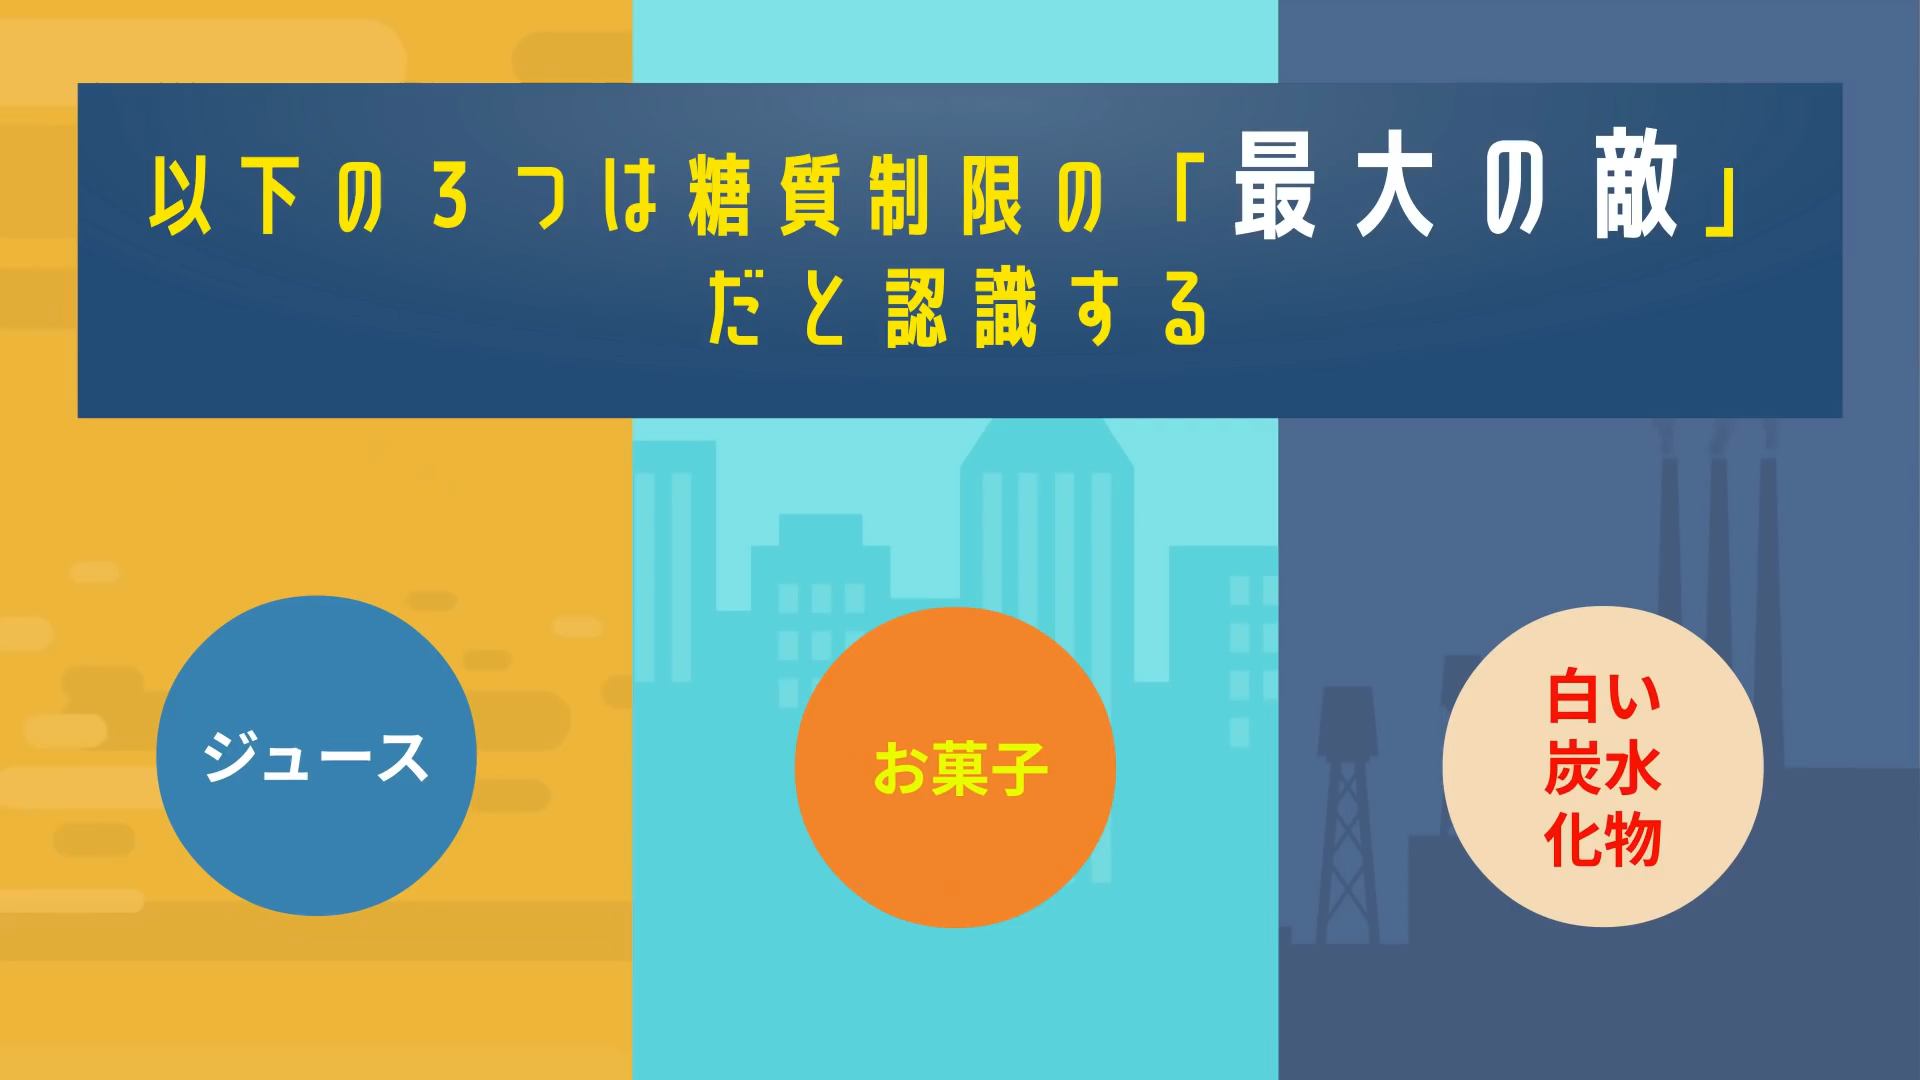 以下の３つは糖質制限の「最大の敵」
だと認識する
ジュース
お菓子
白い
炭水
化物